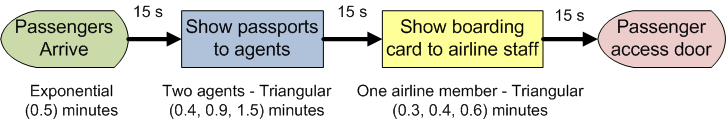 15 s
15 s
15 s
Passengers
Arrive
Show passports
to agents
Show boarding
card to airline staff
Passenger
access door
Exponential
(0.5) minutes
Two agents - Triangular
(0.4, 0.9, 1.5) minutes
One airline member - Triangular
(0.3, 0.4, 0.6) minutes